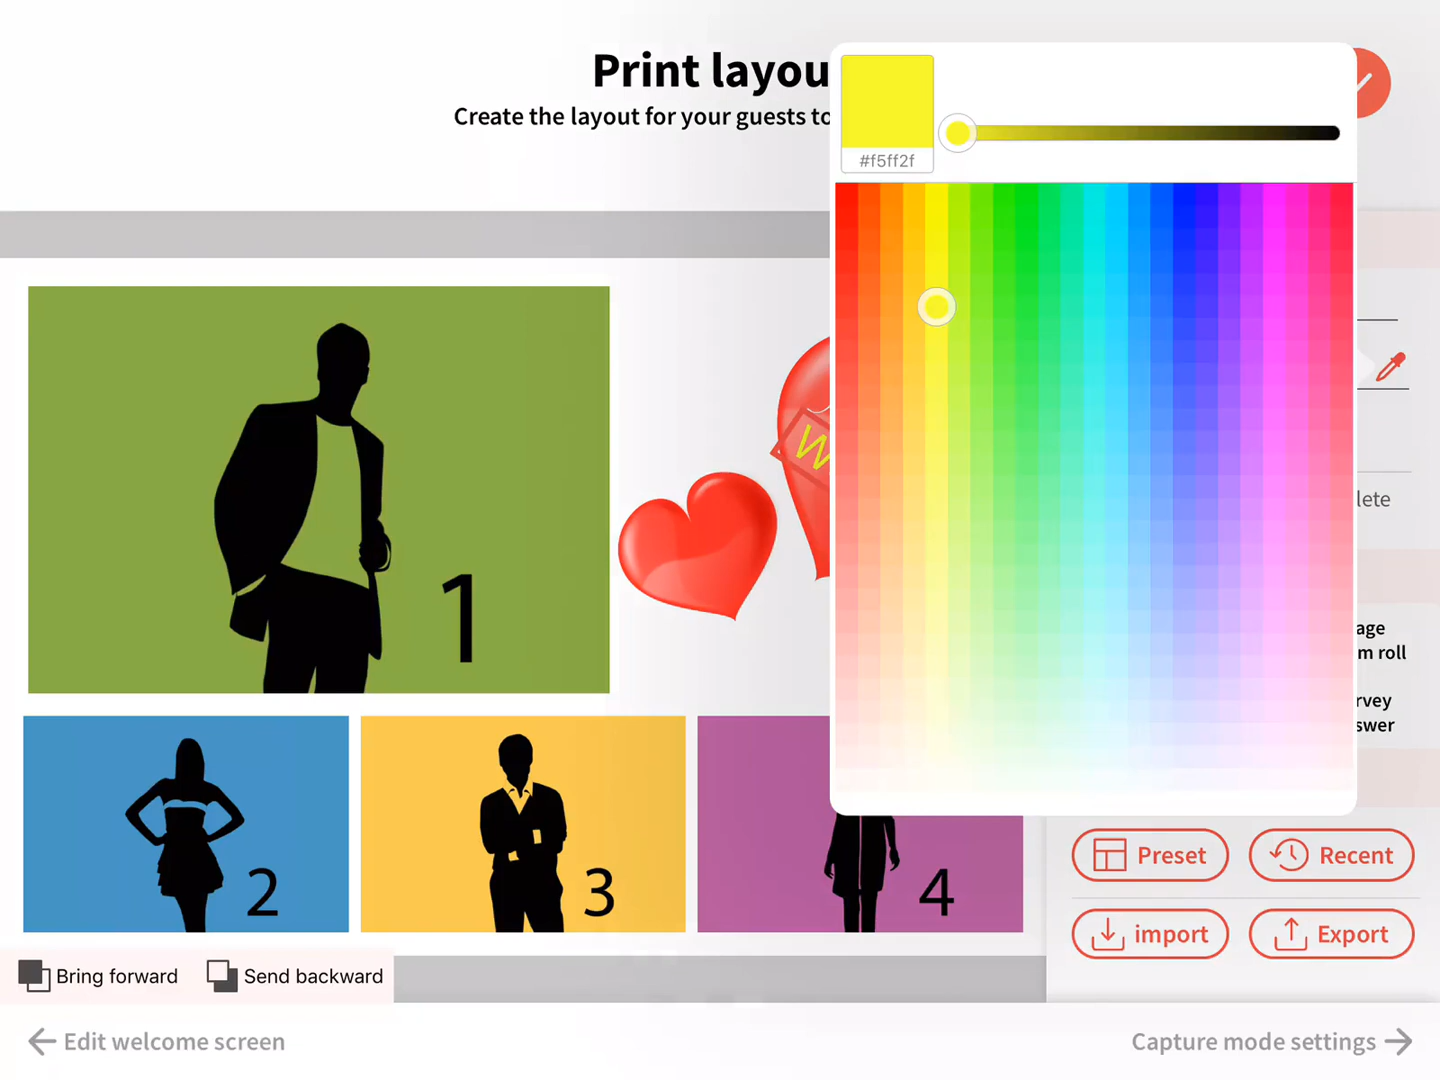 Print layou
Create the layout for your guests to
#f5ff2f
W
1
2
3
4
lete
age
m roll
rvey
swer
Preset
Recent
import
Export
Bring forward
Send backward
Edit welcome screen
Capture mode settings